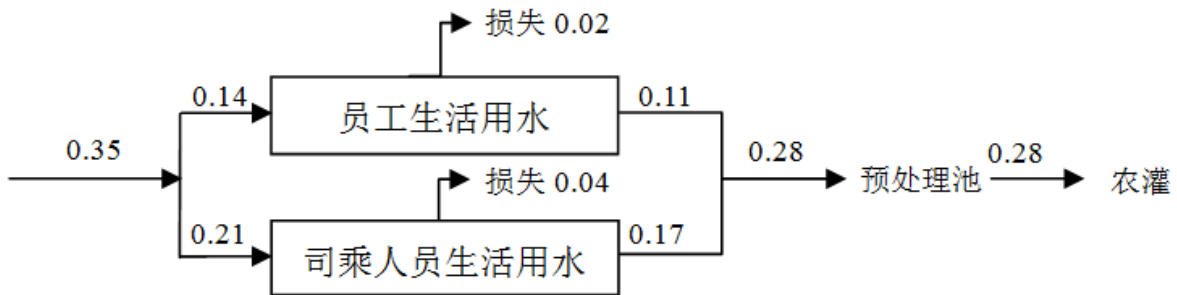 损失 0.02
0.14
员工生活用水
0.11
0.35
损失 0.04
0.28
预处理池
0.28
农灌
0.21
司乘人员生活用水
0.17